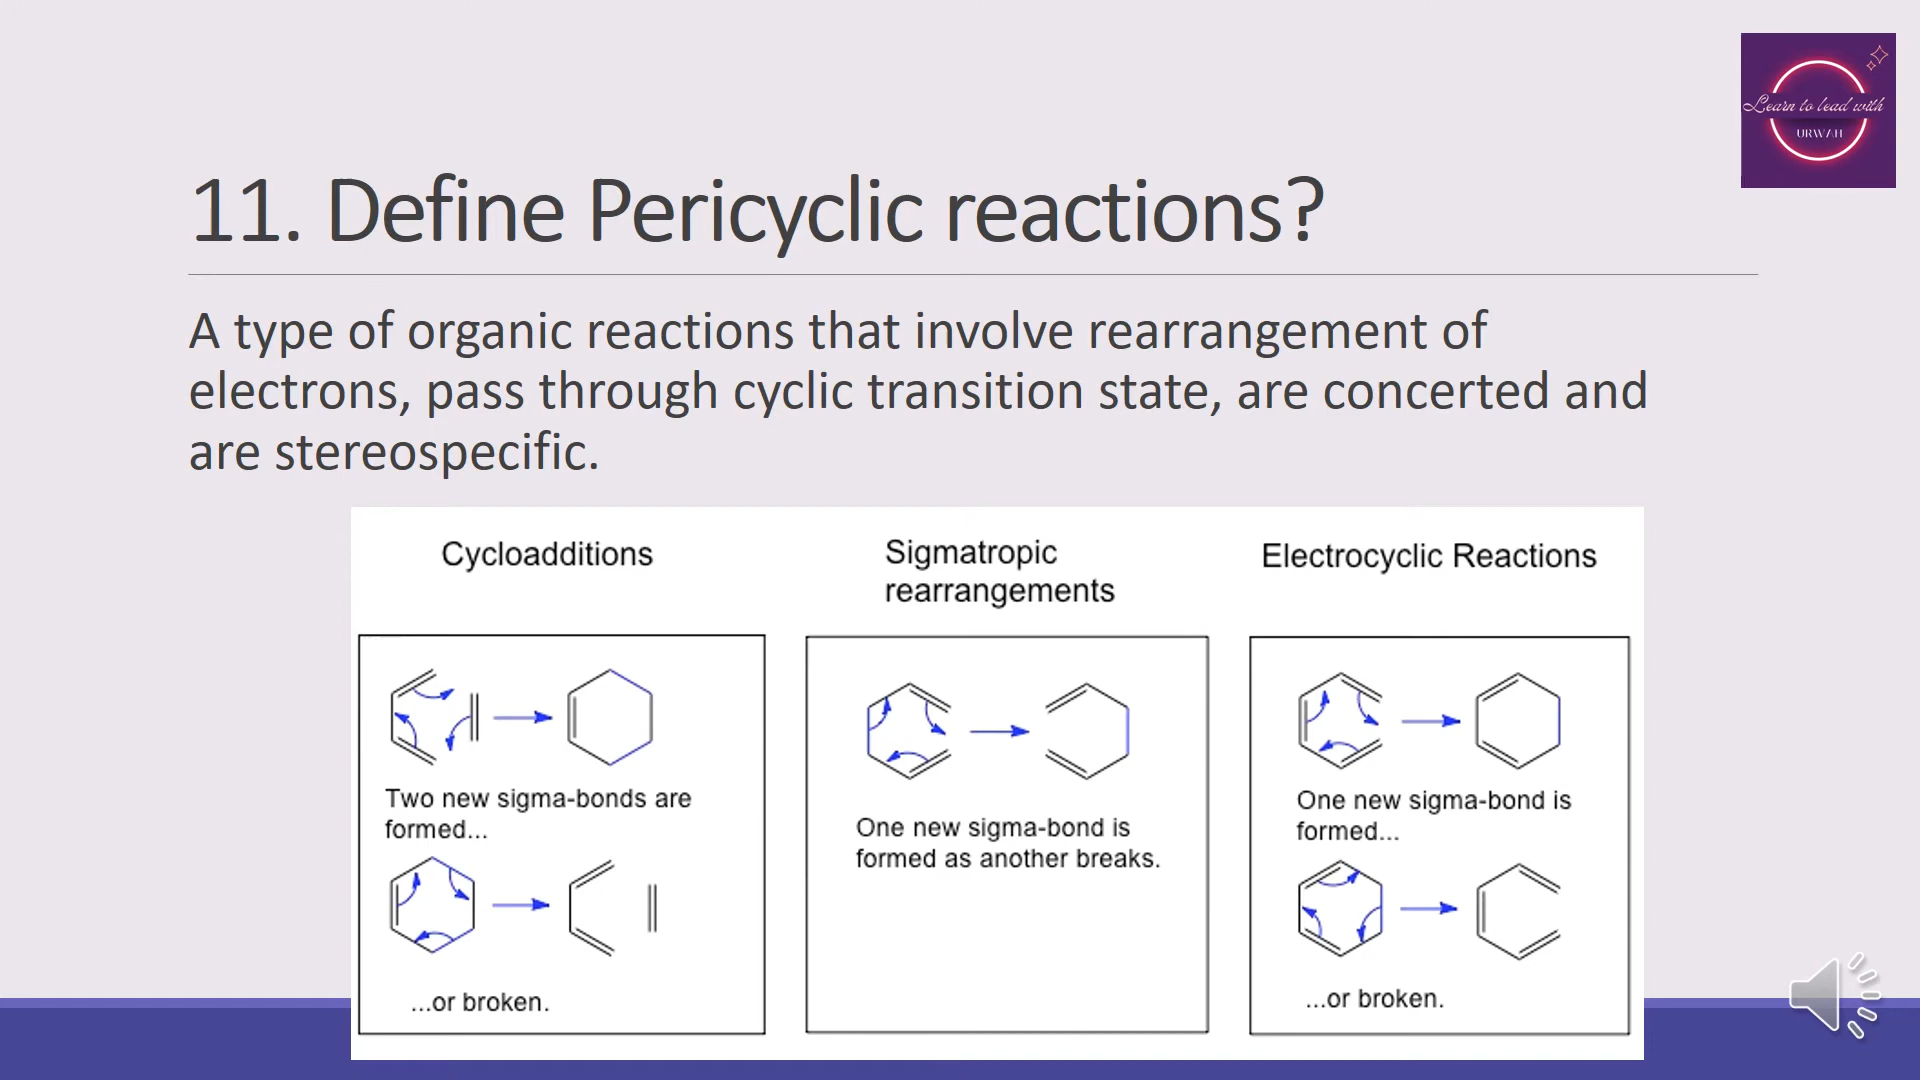 Learn to lead with
URWAH
11. Define Pericyclic reactions?
A type of organic reactions that involve rearrangement of
electrons, pass through cyclic transition state, are concerted and
are stereospecific.
Cycloadditions
Two new sigma-bonds are
formed...
...or broken.
Sigmatropic
rearrangements
One new sigma-bond is
formed as another breaks.
Electrocyclic Reactions
One new sigma-bond is
formed...
...or broken.